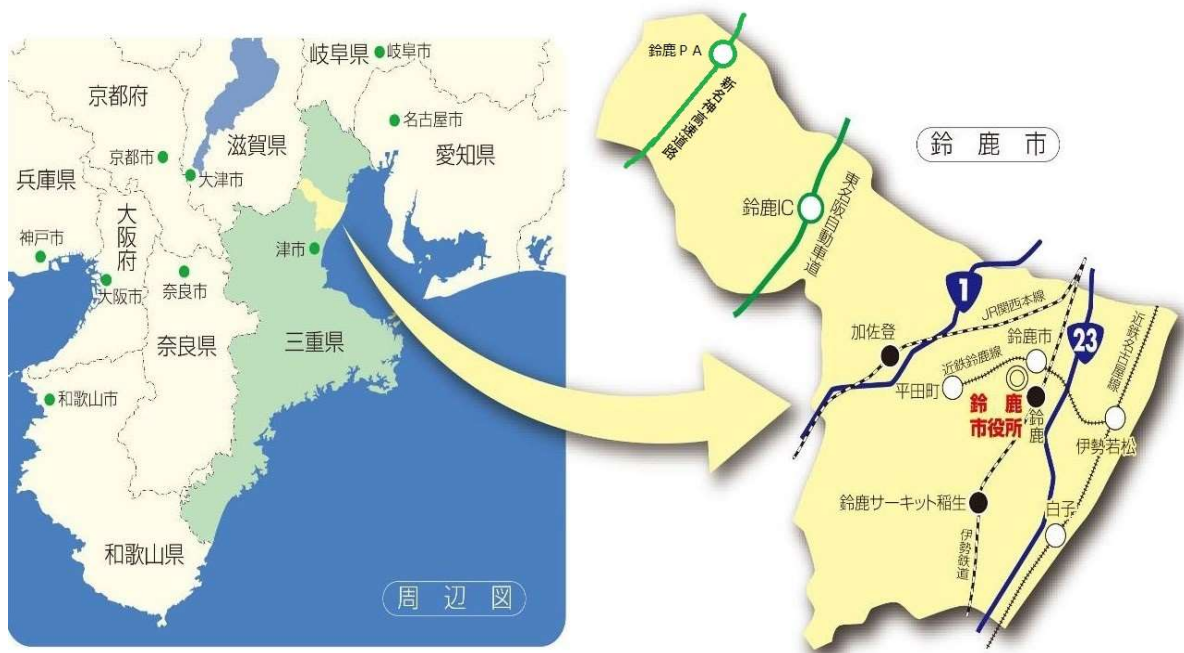 岐阜県
岐阜市
京都府
名古屋市
滋賀県
愛知県
京都市
大津市
兵庫県
大阪府
神戸市
津市
大阪市
奈良市
奈良県
三重県
和歌山市
和歌山県
周辺図
鈴鹿市
鈴鹿PA
新名神高速道路
鈴鹿IC
東名阪自動車道
1
JR関西本線
加佐登
鈴鹿市
23
近鉄名古屋線
近鉄鈴鹿線
平田町
鈴鹿
市役所
鈴鹿
伊勢若松
鈴鹿サーキット稲生
白子
伊勢鉄道